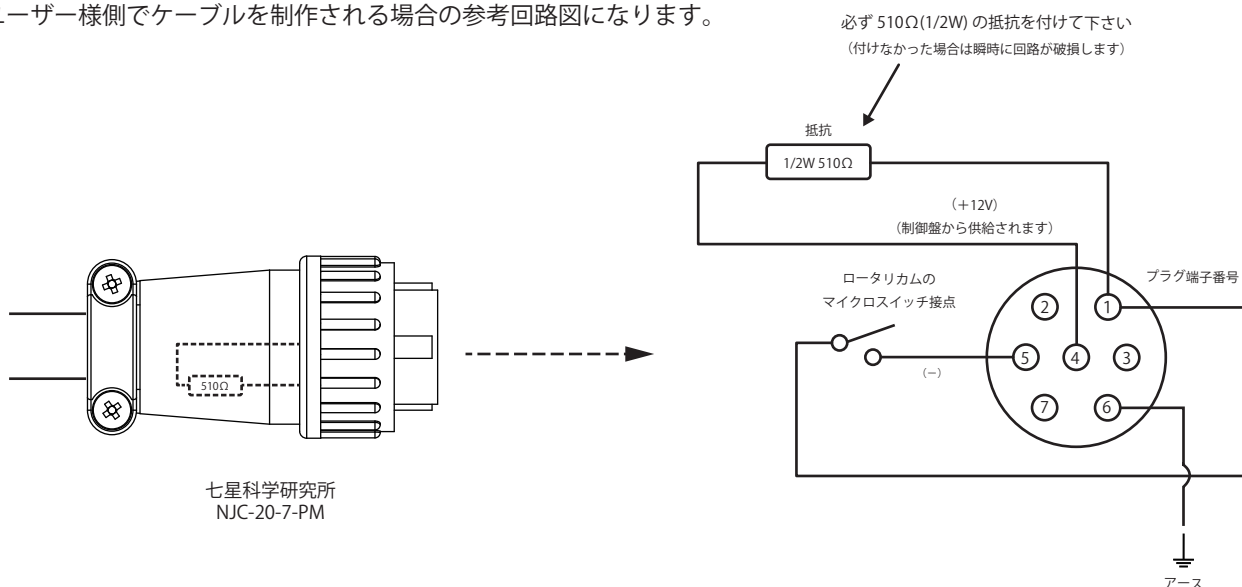 ーザー様側でケーブルを制作される場合の参考回路図になります。
必ず 510Ω(1/2W) の抵抗を付けて下さい
(付けなかった場合は瞬時に回路が破損します)
抵抗
1/2W 510Ω
(+12V)
(制御盤から供給されます)
ロータリカムの
マイクロスイッチ接点
プラグ端子番号
2
1
5
4
3
(-)
7
6
510Ω
七星科学研究所
NJC-20-7-PM
アース